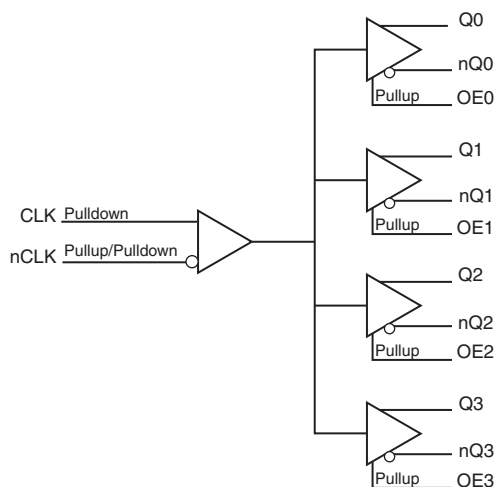 Q0
nQ0
Pullup OE0
Q1
nQ1
Pullup OE1
CLK Pulldown
nCLK Pullup/Pulldown
Q2
nQ2
Pullup OE2
Q3
nQ3
Pullup OE3